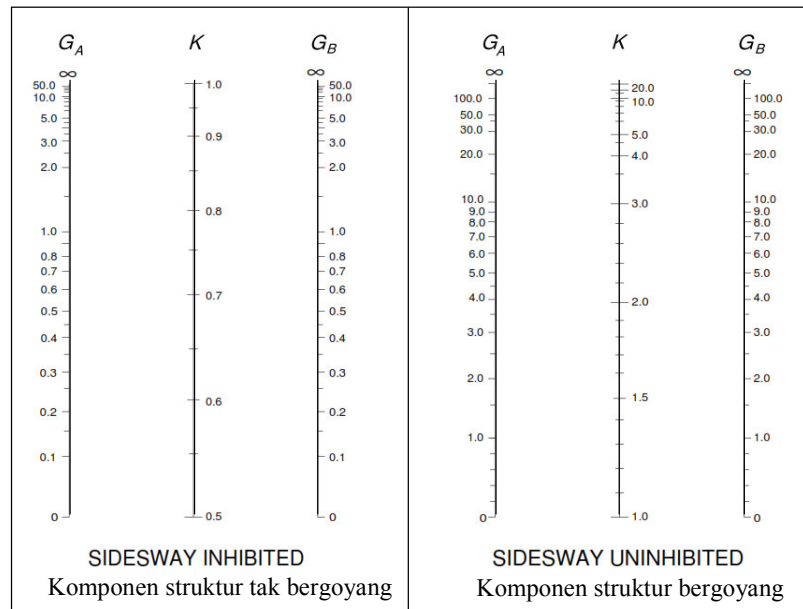 G_A K G_B
∞ ∞
50.0 1.0 50.0
10.0 10.0
5.0 0.9 5.0
3.0 3.0
2.0 2.0
0.8
1.0 1.0
0.8 0.8
0.7 0.7
0.6 0.7 0.6
0.5 0.5
0.4 0.4
0.3 0.3
0.2 0.6 0.2
0.1 0.1
0 0.5 0
SIDESWAY INHIBITED
Komponen struktur tak bergoyang
G_A K G_B
∞ ∞
20.0
100.0 10.0 100.0
50.0 50.0
30.0 5.0 30.0
20.0 4.0 20.0
10.0 3.0 10.0
9.0 9.0
8.0 8.0
7.0 7.0
6.0 6.0
5.0 5.0
4.0 2.0 4.0
3.0 3.0
2.0 1.5 2.0
1.0 1.0
0 1.0 0
SIDESWAY UNINHIBITED
Komponen struktur bergoyang